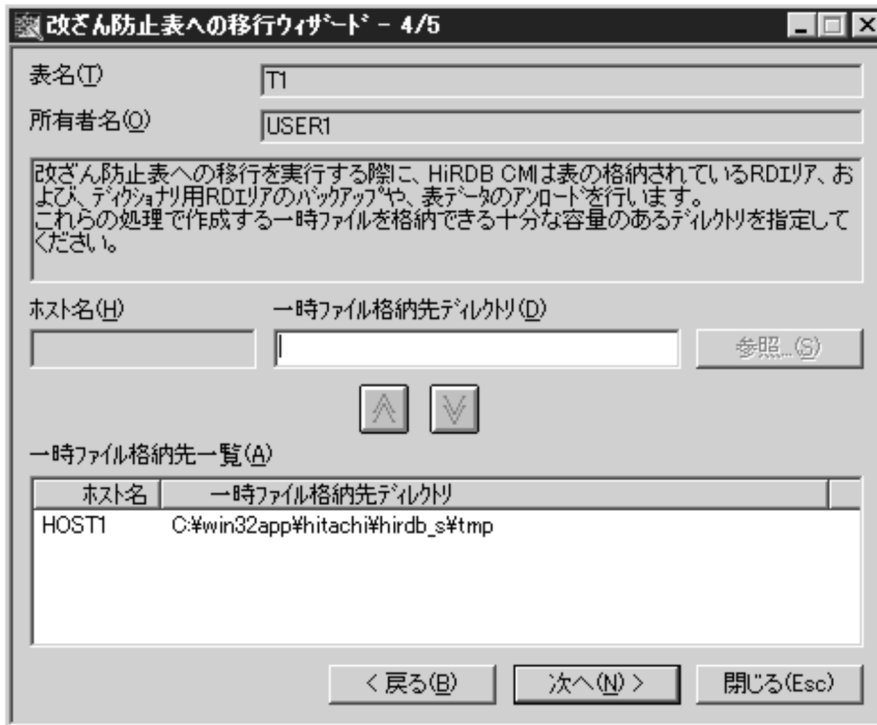 改ざん防止表への移行ウィザード - 4/5
表名(T)
T1
所有者名(O)
USER1
改ざん防止表への移行を実行する際に、HiRDB CMは表の格納されているRDエリア、お
よび、ディクショナリ用RDエリアのバックアップや、表データのアンロードを行います。
これらの処理で作成する一時ファイルを格納できる十分な容量のあるディレクトリを指定して
ください。
ホスト名(H) 一時ファイル格納先ディレクトリ(D)
参照...(S)
一時ファイル格納先一覧(A)
ホスト名 一時ファイル格納先ディレクトリ
HOST1 C:¥win32app¥hitachi¥hirdb_s¥tmp
< 戻る(B) 次へ(N) > 閉じる(Esc)